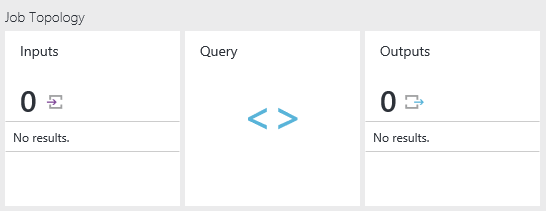 Job Topology
Inputs
0
No results.
Query
< >
Outputs
0
No results.